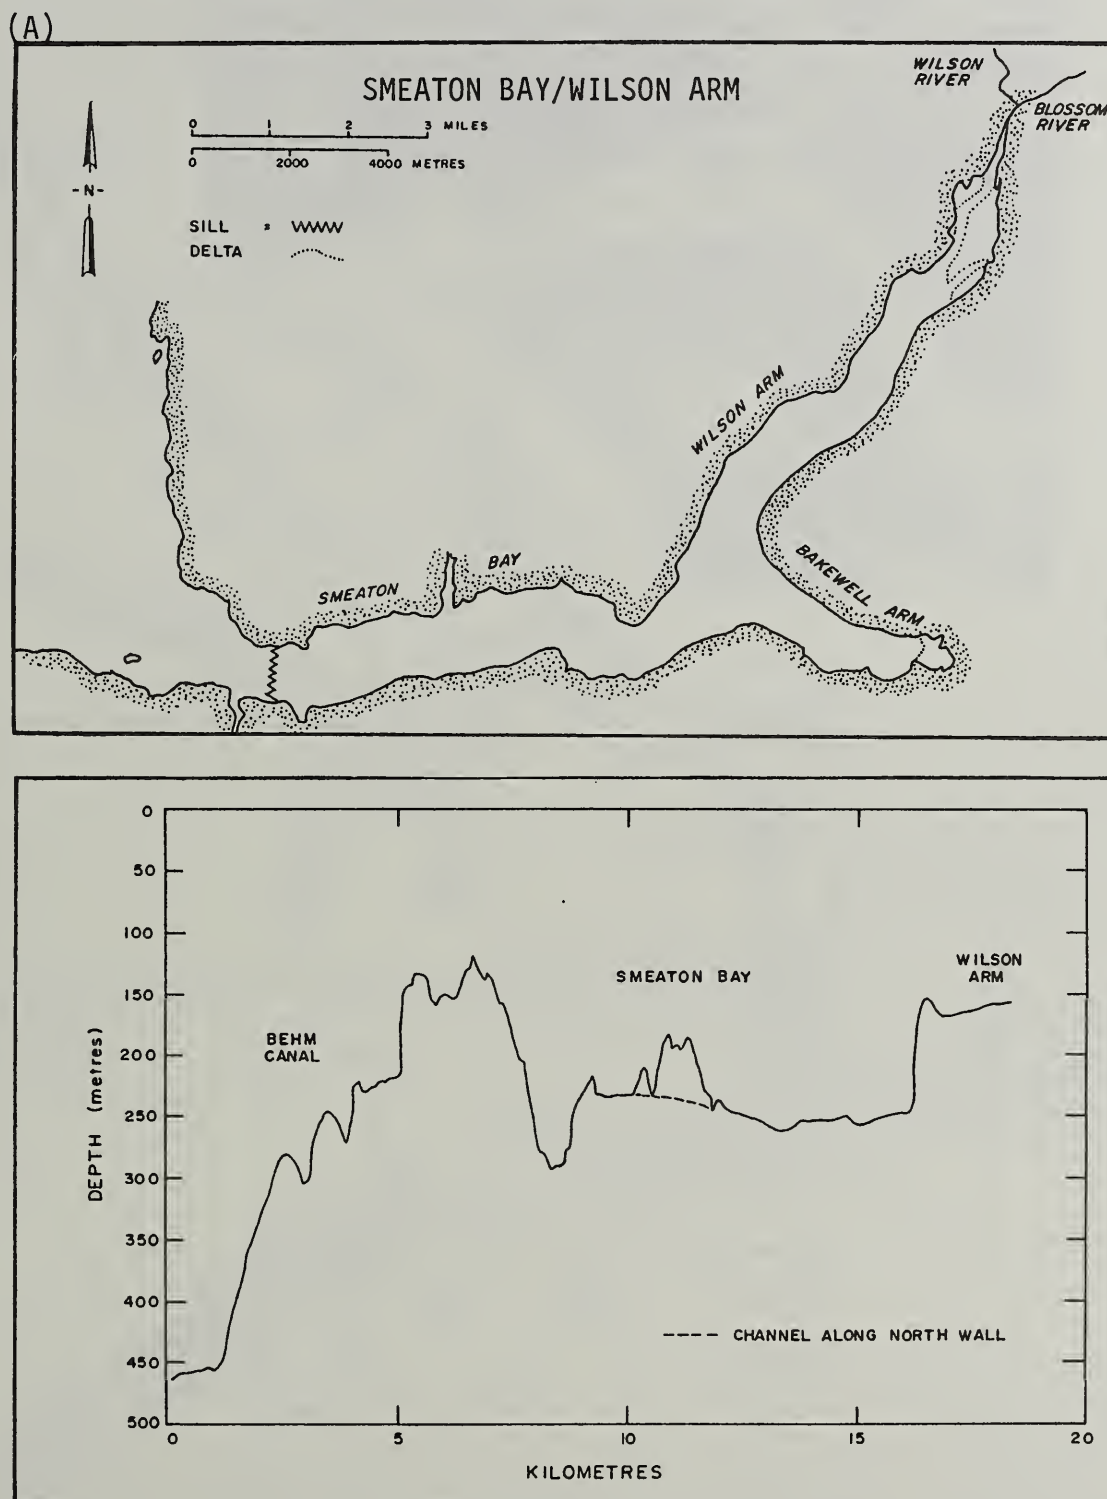 (A)
SMEATON BAY/WILSON ARM
WILSON
RIVER
BLOSSOM
RIVER
0 1 2 3 MILES
0 2000 4000 METRES
-N-
SILL =
DELTA
WILSON ARM
SMEATON BAY
BAKEWELL ARM
0
50
100
150
200
250
300
350
400
450
500
DEPTH (metres)
BEHM
CANAL
SMEATON BAY
WILSON
ARM
---- CHANNEL ALONG NORTH WALL
0 5 10 15 20
KILOMETRES